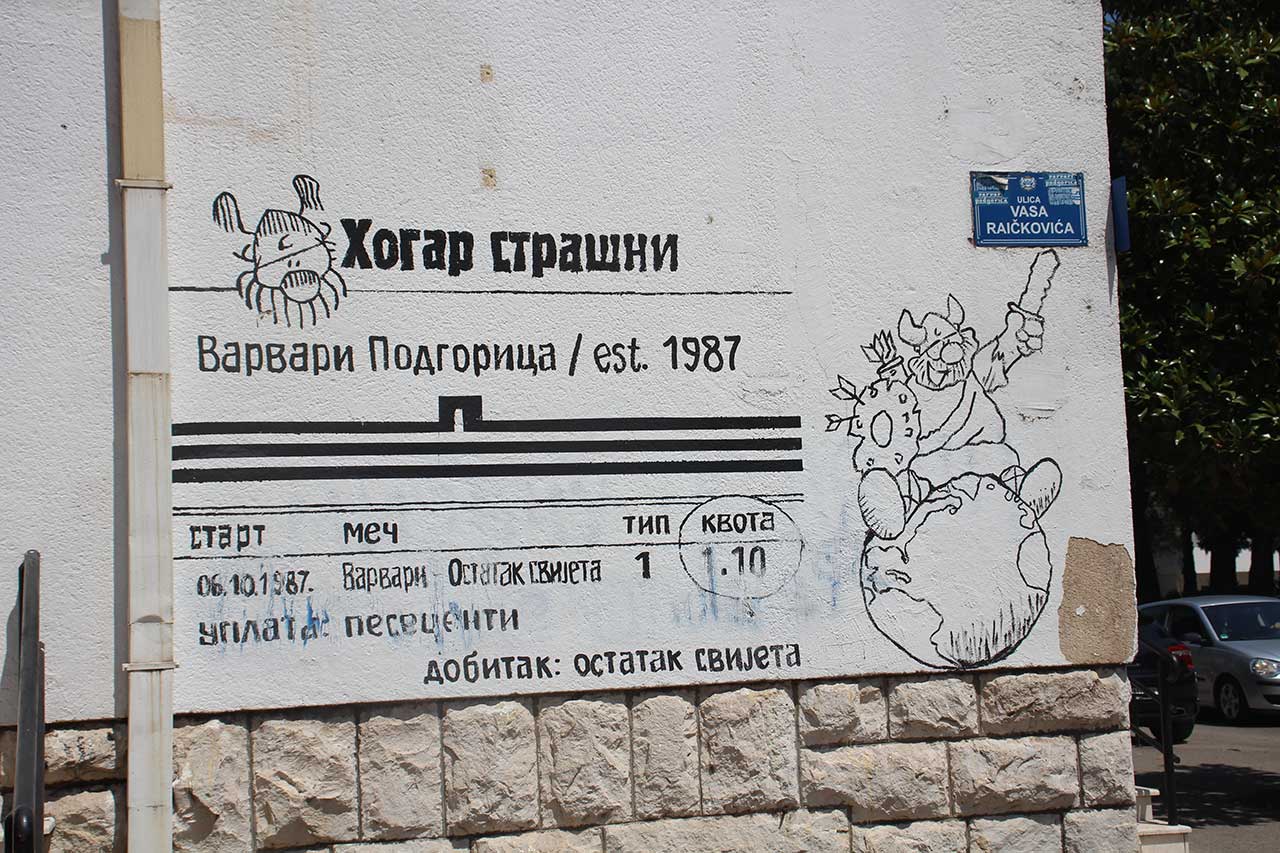 Хогар страшни
Варвари Подгорица / est. 1987
старт меч тип квота
06.10.1987. Варвари - Остатак свијета 1 1.10
уплата: песеценти
добитак: остатак свијета
ULICA
VASA
RAIČKOVIĆA